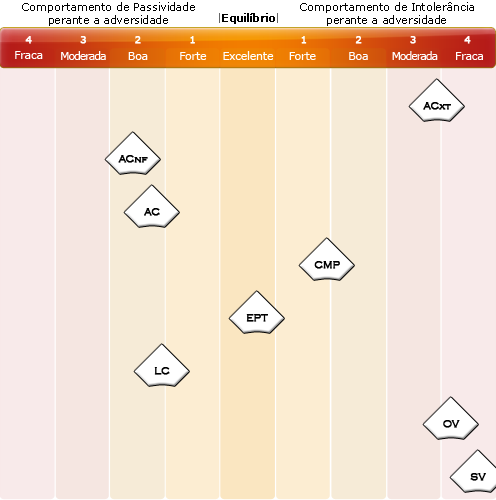 Comportamento de Passividade
perante a adversidade
|Equilíbrio|
Comportamento de Intolerância
perante a adversidade
4 3 2 1 1 2 3 4
Fraca Moderada Boa Forte Excelente Forte Boa Moderada Fraca
ACXT
ACNF
AC
CMP
EPT
LC
OV
SV